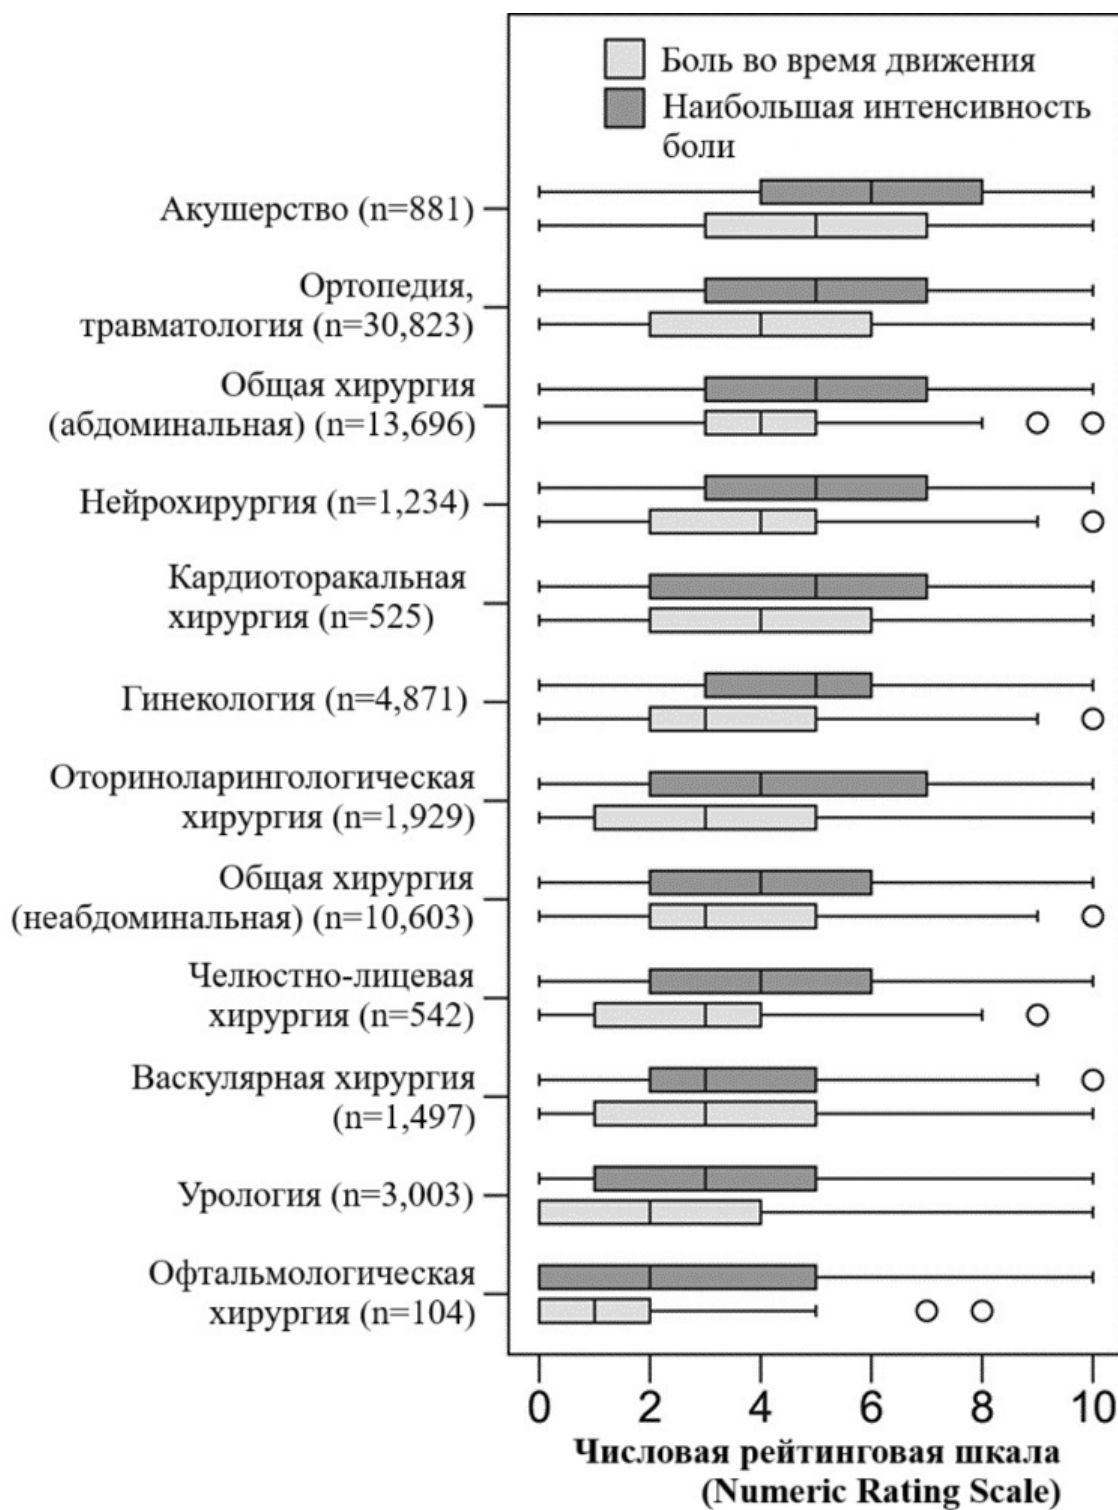 Боль во время движения
Наибольшая интенсивность
боли
Акушерство (n=881)
Ортопедия,
травматология (n=30,823)
Общая хирургия
(абдоминальная) (n=13,696)
Нейрохирургия (n=1,234)
Кардиоторакальная
хирургия (n=525)
Гинекология (n=4,871)
Оториноларингологическая
хирургия (n=1,929)
Общая хирургия
(неабдоминальная) (n=10,603)
Челюстно-лицевая
хирургия (n=542)
Васкулярная хирургия
(n=1,497)
Урология (n=3,003)
Офтальмологическая
хирургия (n=104)
0 2 4 6 8 10
Числовая рейтинговая шкала
(Numeric Rating Scale)